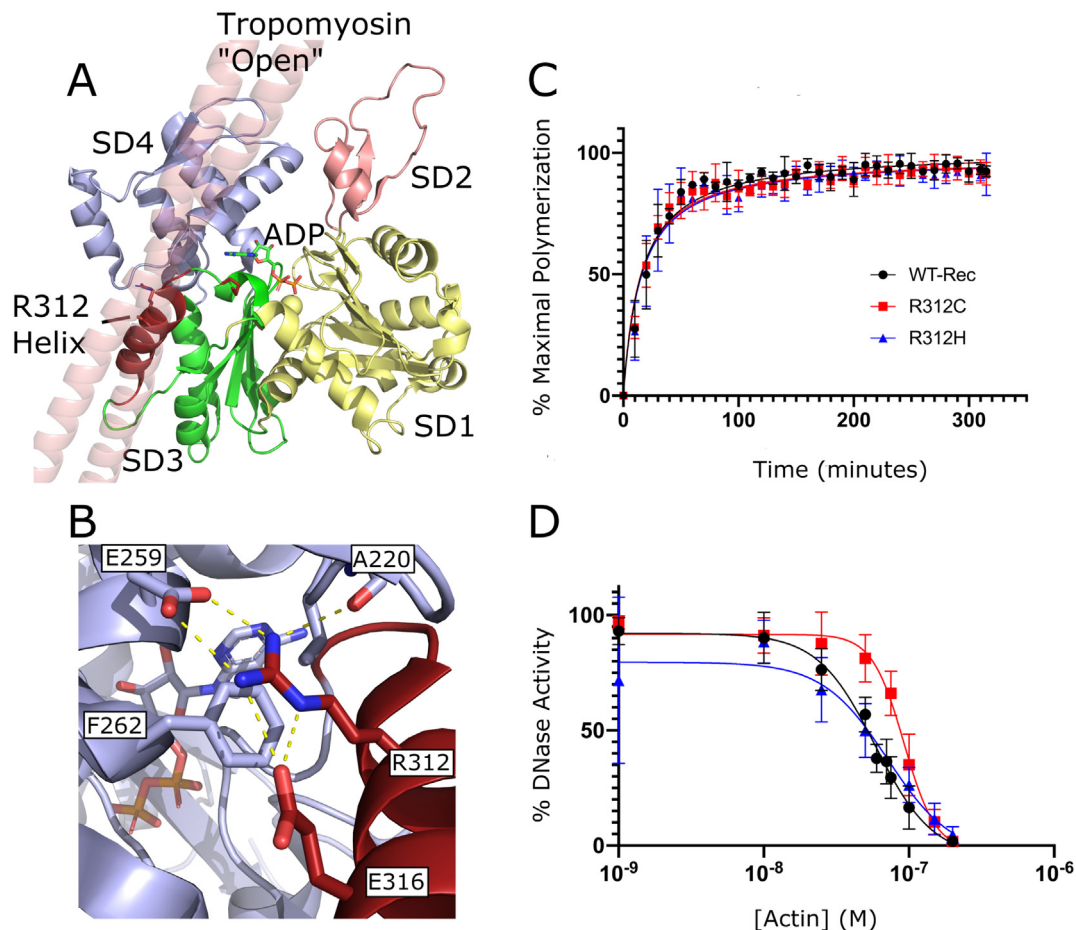 Tropomyosin
"Open"
A
SD4
SD2
ADP
R312
Helix
SD1
SD3
B
E259
A220
F262
R312
E316
C
% Maximal Polymerization
100
50
0
0
100
200
300
Time (minutes)
WT-Rec
R312C
R312H
D
% DNase Activity
100
50
0
10-9
10-8
10-7
10-6
[Actin] (M)